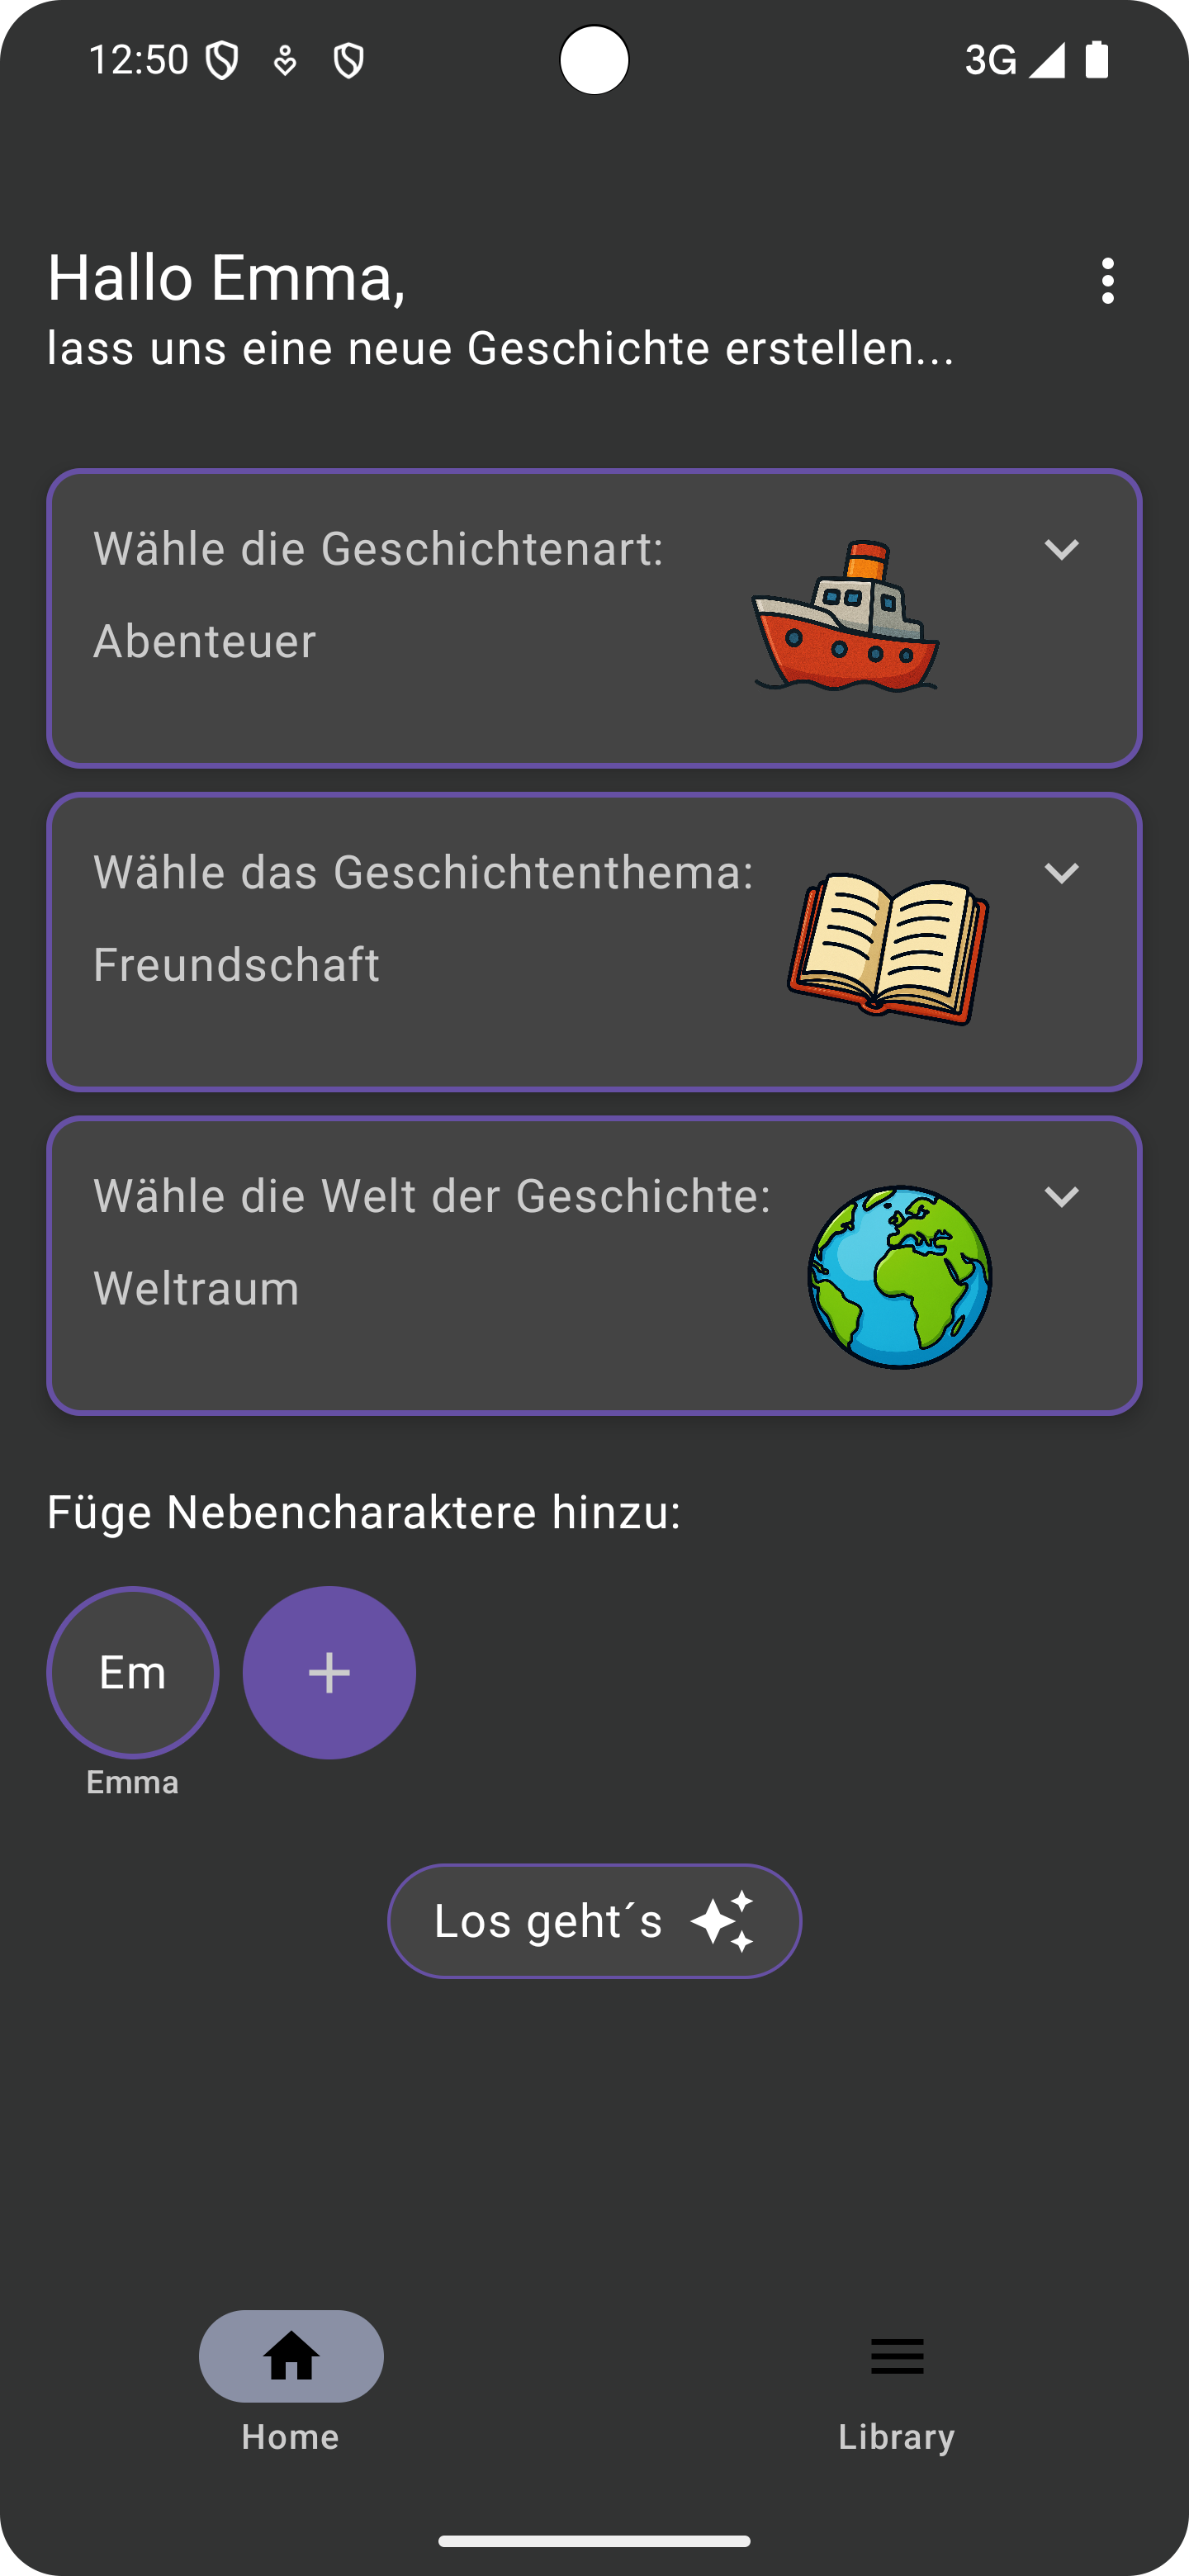 12:50
3G
Hallo Emma,
lass uns eine neue Geschichte erstellen...
Wähle die Geschichtenart:
Abenteuer
Wähle das Geschichtenthema:
Freundschaft
Wähle die Welt der Geschichte:
Weltraum
Füge Nebencharaktere hinzu:
Em
Emma
Los geht´s
Home
Library